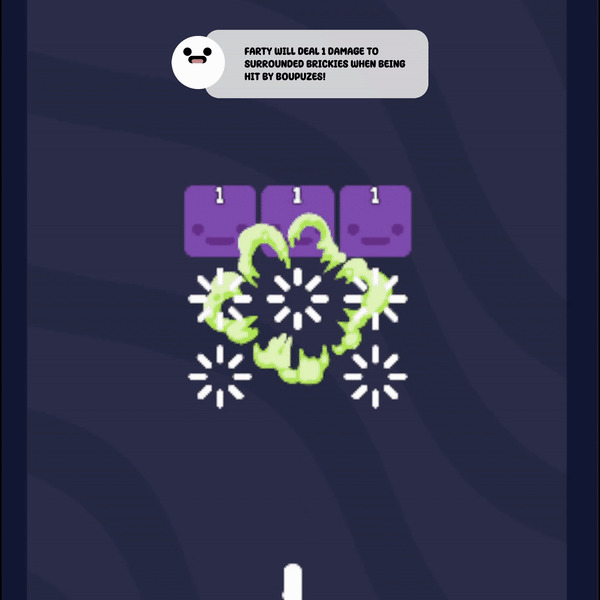 FARTY WILL DEAL 1 DAMAGE TO
SURROUNDED BRICKIES WHEN BEING
HIT BY BOUPUZES!
1 1 1